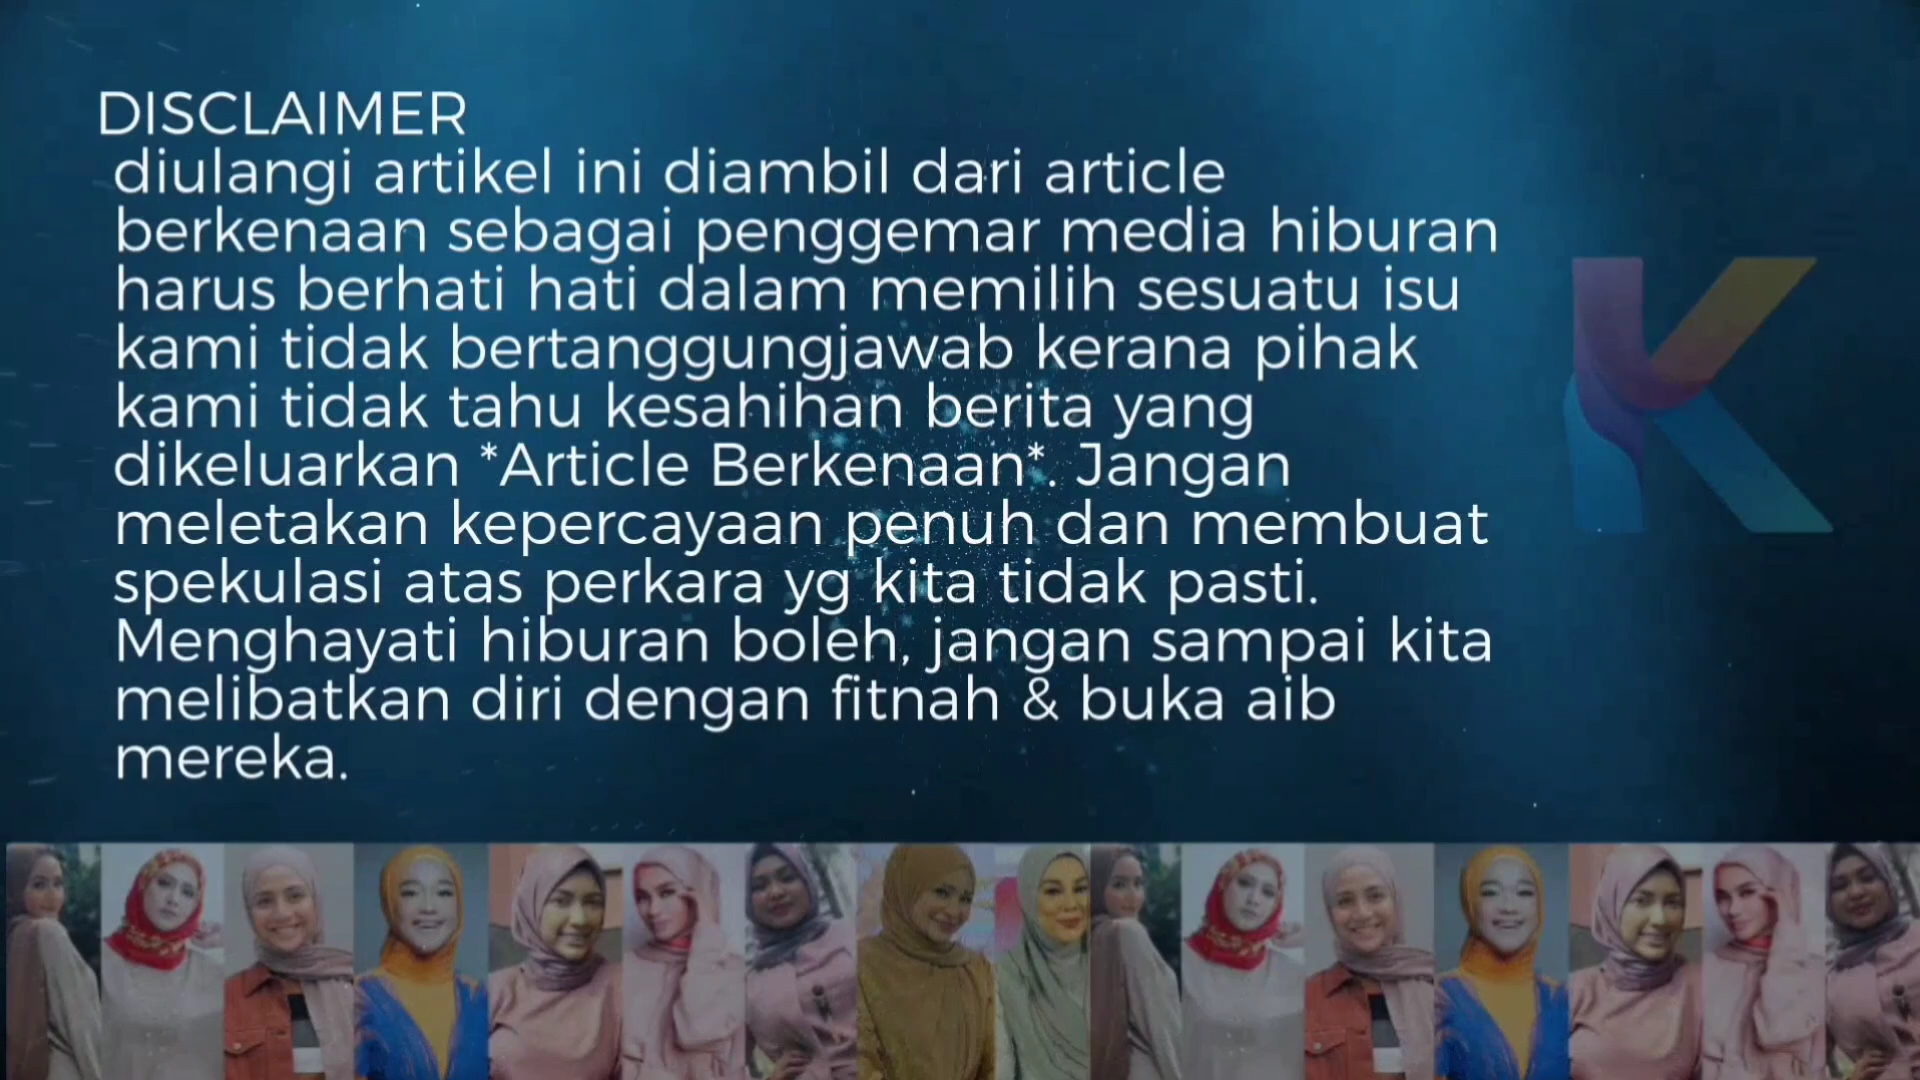 DISCLAIMER
diulangi artikel ini diambil dari article
berkenaan sebagai penggemar media hiburan
harus berhati hati dalam memilih sesuatu isu
kami tidak bertanggungjawab kerana pihak
kami tidak tahu kesahihan berita yang
dikeluarkan *Article Berkenaan*. Jangan
meletakan kepercayaan penuh dan membuat
spekulasi atas perkara yg kita tidak pasti.
Menghayati hiburan boleh, jangan sampai kita
melibatkan diri dengan fitnah & buka aib
mereka.
K